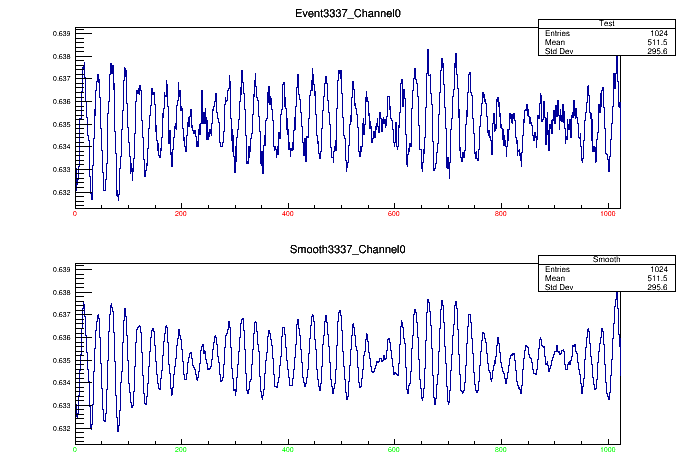 Event3337_Channel0
Test
Entries 1024
Mean 511.5
Std Dev 295.6
0.639
0.638
0.637
0.636
0.635
0.634
0.633
0.632
0 200 400 600 800 1000
Smooth3337_Channel0
Smooth
Entries 1024
Mean 511.5
Std Dev 295.6
0.639
0.638
0.637
0.636
0.635
0.634
0.633
0.632
0 200 400 600 800 1000